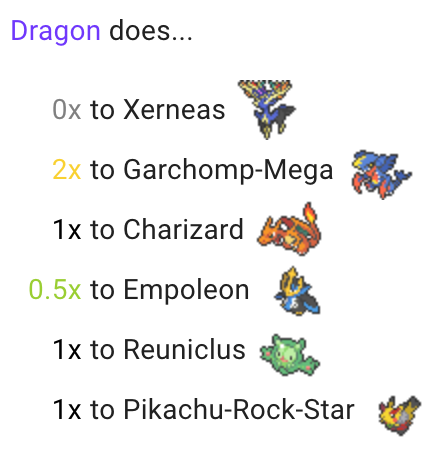 Dragon does...
0x to Xerneas
2x to Garchomp-Mega
1x to Charizard
0.5x to Empoleon
1x to Reuniclus
1x to Pikachu-Rock-Star